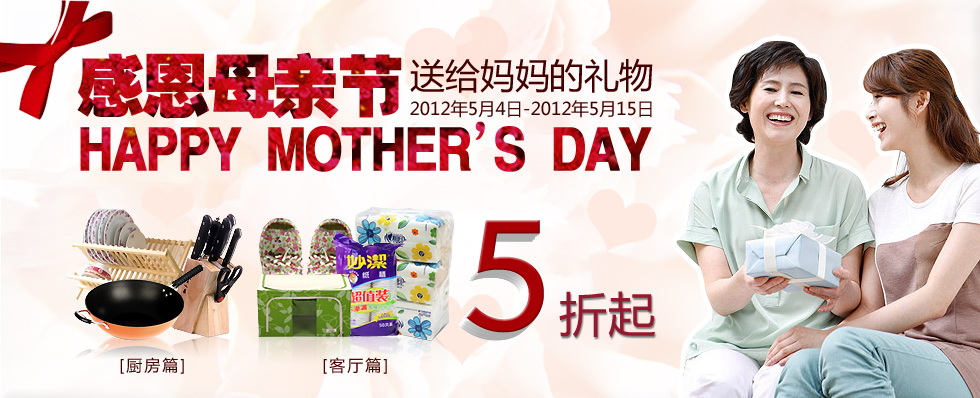 感恩母亲节
送给妈妈的礼物
2012年5月4日-2012年5月15日
HAPPY MOTHER'S DAY
妙潔
超值装
5折起
[厨房篇]
[客厅篇]